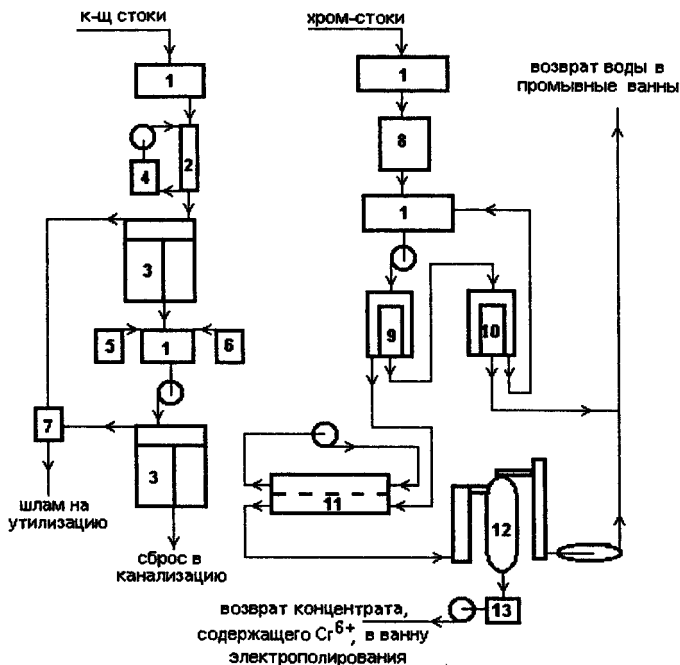 к-щ стоки
хром-стоки
возврат воды в
промывные ванны
1
1
2
8
4
1
3
9
10
5
1
6
7
3
11
12
шлам на
утилизацию
сброс в
канализацию
13
возврат концентрата,
содержащего Cr6+, в ванну
электрополирования